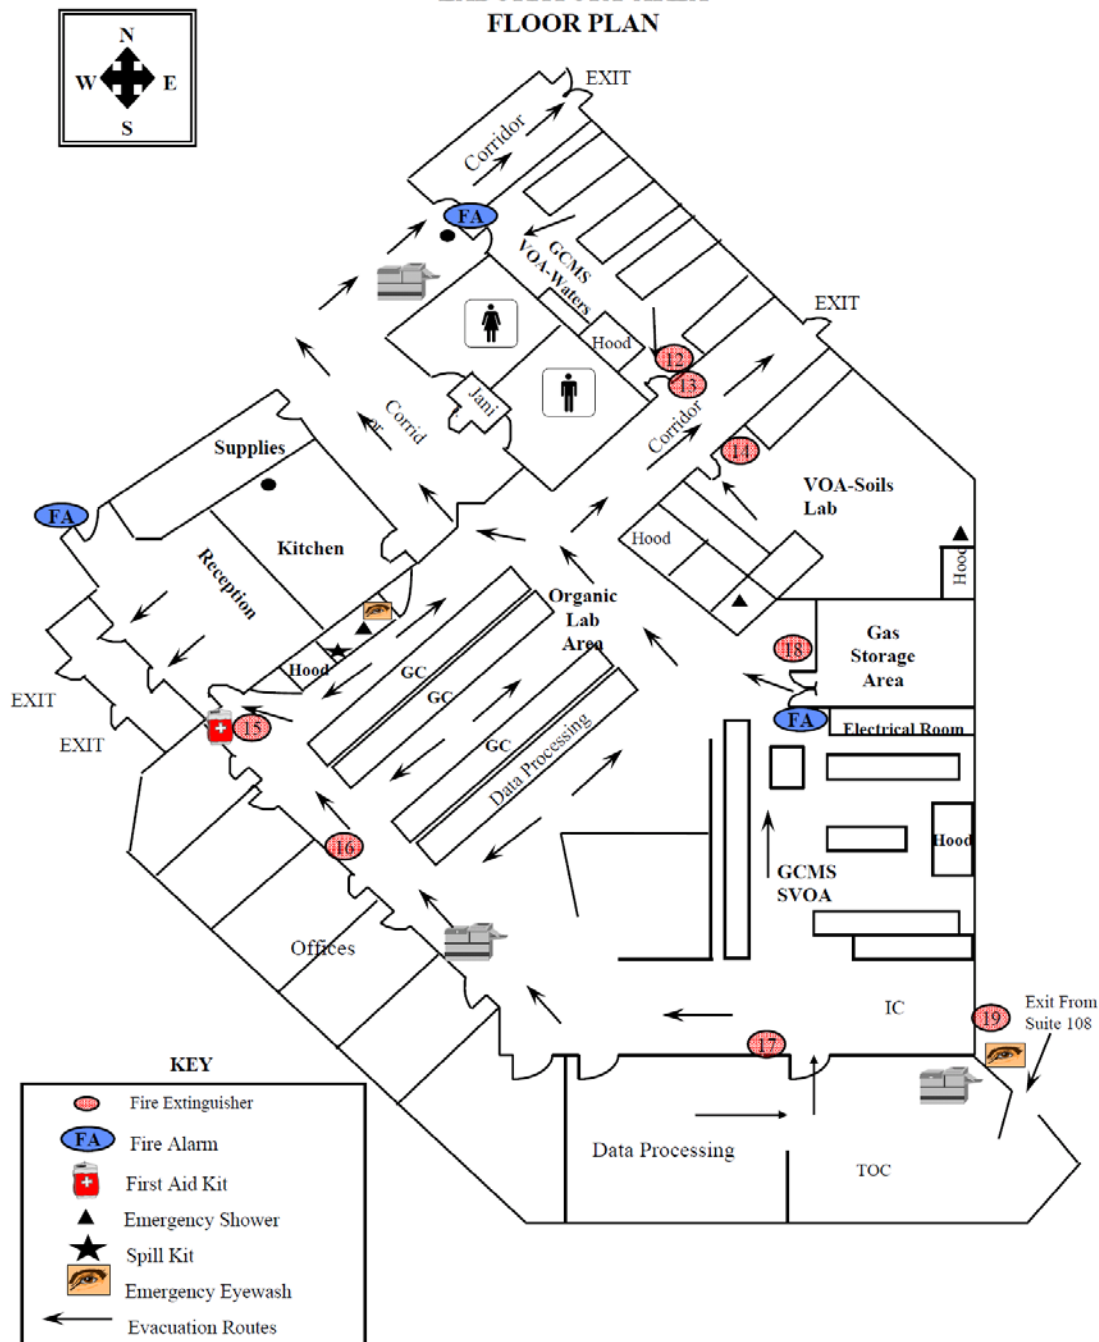 FLOOR PLAN
N
W E
S
EXIT
Corridor
FA
GCMS
VOA-Waters
EXIT
Hood
12
13
Jani
Corrid
or
Corridor
14
Supplies
VOA-Soils
Lab
FA
Kitchen
Hood
Hood
Reception
Organic
Lab
Area
Gas
Storage
Area
18
Hood
GC
GC
EXIT
15
FA
Electrical Room
EXIT
GC
Data Processing
16
Hood
GCMS
SVOA
Offices
IC
19
Exit From
Suite 108
17
KEY
Fire Extinguisher
FA
Fire Alarm
First Aid Kit
Data Processing
TOC
Emergency Shower
Spill Kit
Emergency Eyewash
Evacuation Routes